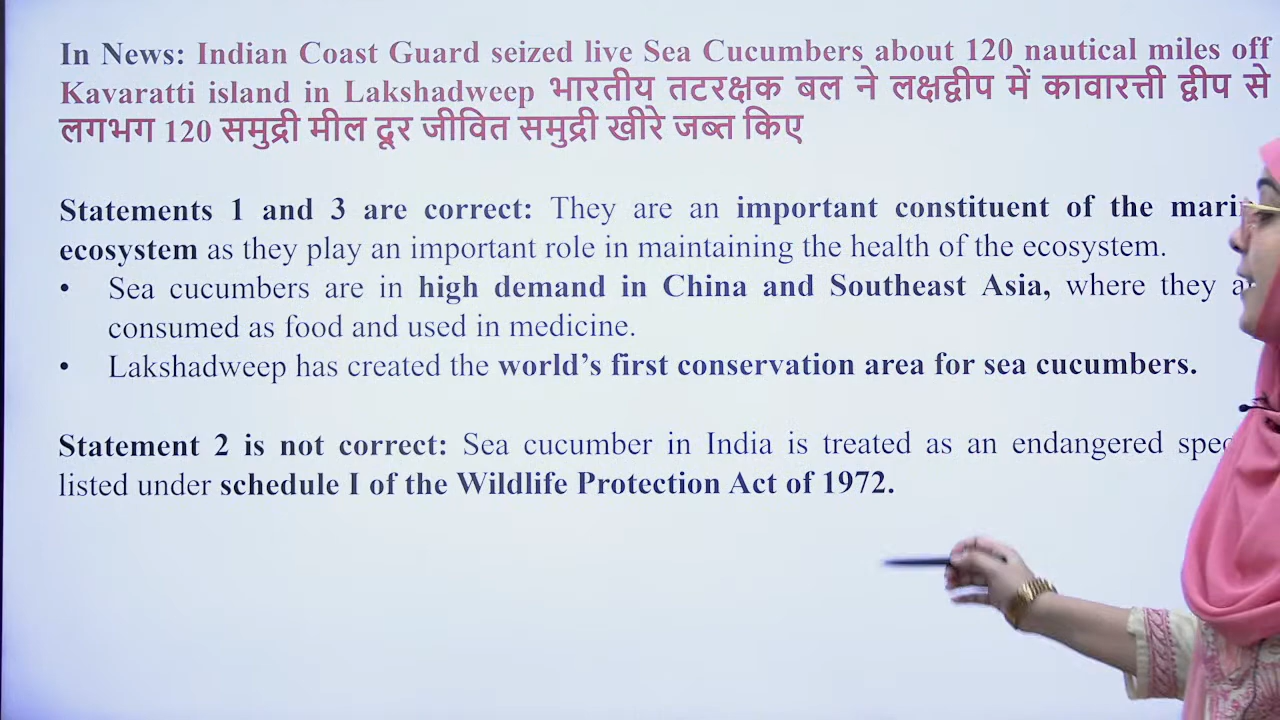 In News: Indian Coast Guard seized live Sea Cucumbers about 120 nautical miles off
Kavaratti island in Lakshadweep भारतीय तटरक्षक बल ने लक्षद्वीप में कावारत्ती द्वीप से
लगभग 120 समुद्री मील दूर जीवित समुद्री खीरे जब्त किए
Statements 1 and 3 are correct: They are an important constituent of the
ecosystem as they play an important role in maintaining the health of the ecosystem.
• Sea cucumbers are in high demand in China and Southeast Asia, where they
consumed as food and used in medicine.
• Lakshadweep has created the world's first conservation area for sea cucumbers.
Statement 2 is not correct: Sea cucumber in India is treated as an endangered
listed under schedule I of the Wildlife Protection Act of 1972.